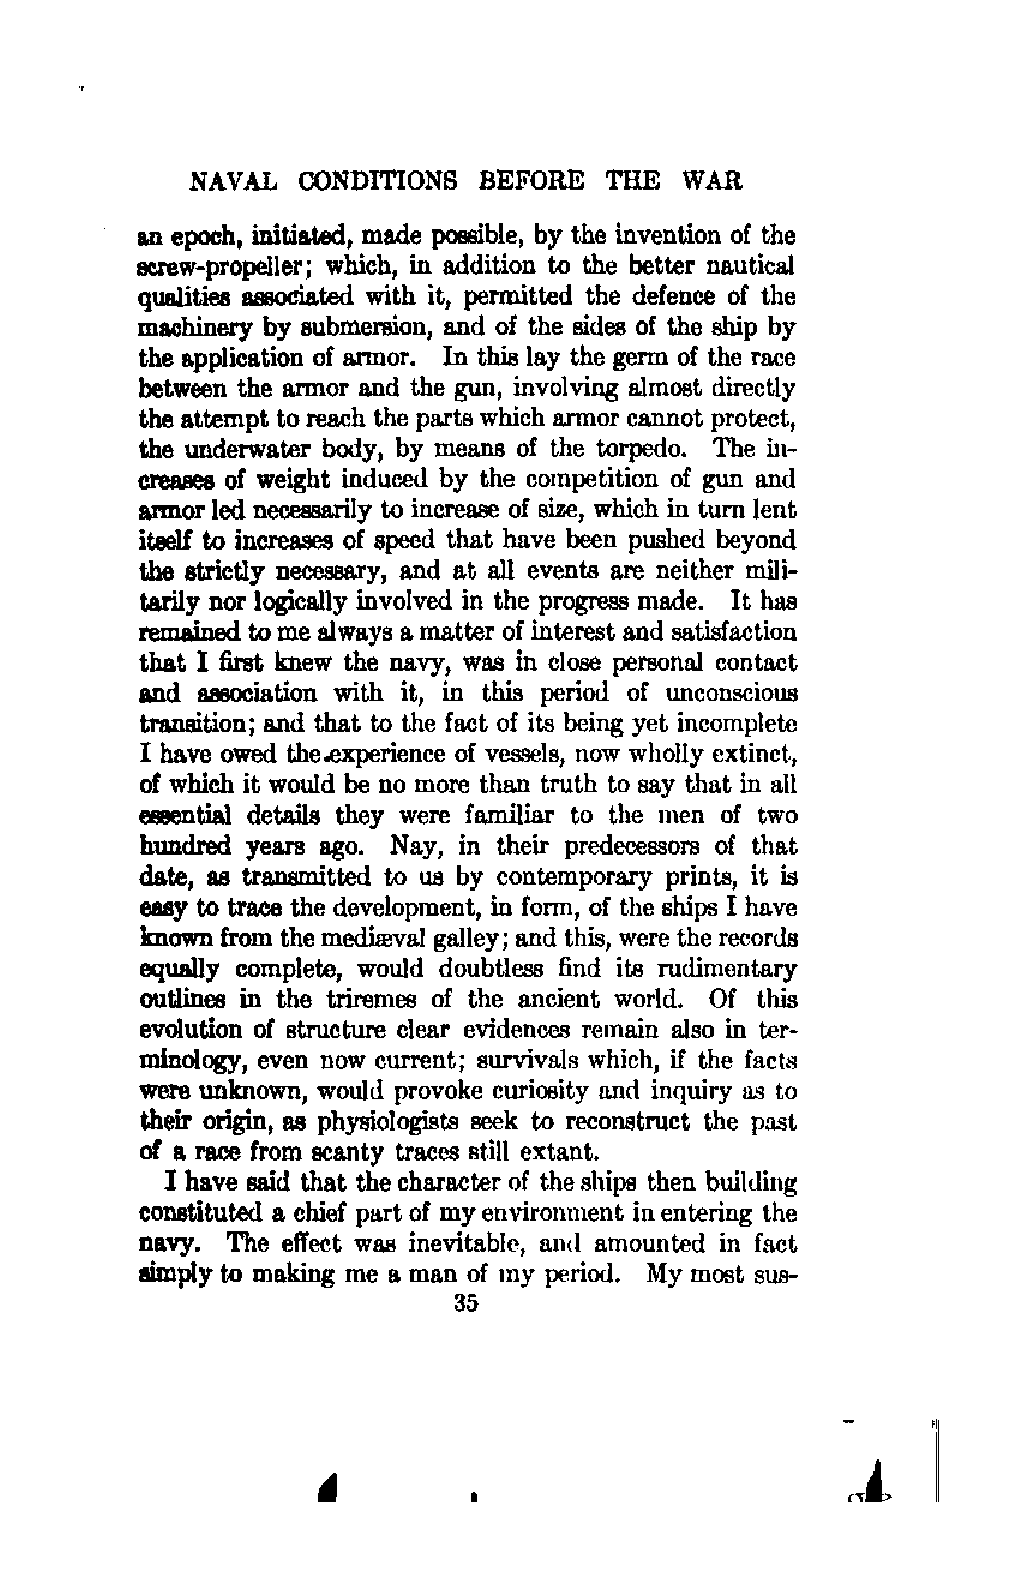 NAVAL CONDITIONS BEFORE THE WAR
an epoch, initiated, made possible, by the invention of the
screw-propeller; which, in addition to the better nautical
qualities associated with it, permitted the defence of the
machinery by submersion, and of the sides of the ship by
the application of armor. In this lay the germ of the race
between the armor and the gun, involving almost directly
the attempt to reach the parts which armor cannot protect,
the underwater body, by means of the torpedo. The in-
creases of weight induced by the competition of gun and
armor led necessarily to increase of size, which in turn lent
itself to increases of speed that have been pushed beyond
the strictly necessary, and at all events are neither mili-
tarily nor logically involved in the progress made. It has
remained to me always a matter of interest and satisfaction
that I first knew the navy, was in close personal contact
and association with it, in this period of unconscious
transition; and that to the fact of its being yet incomplete
I have owed the experience of vessels, now wholly extinct,
of which it would be no more than truth to say that in all
essential details they were familiar to the men of two
hundred years ago. Nay, in their predecessors of that
date, as transmitted to us by contemporary prints, it is
easy to trace the development, in form, of the ships I have
known from the mediæval galley; and this, were the records
equally complete, would doubtless find its rudimentary
outlines in the triremes of the ancient world. Of this
evolution of structure clear evidences remain also in ter-
minology, even now current; survivals which, if the facts
were unknown, would provoke curiosity and inquiry as to
their origin, as physiologists seek to reconstruct the past
of a race from scanty traces still extant.
I have said that the character of the ships then building
constituted a chief part of my environment in entering the
navy. The effect was inevitable, and amounted in fact
simply to making me a man of my period. My most sus-
35